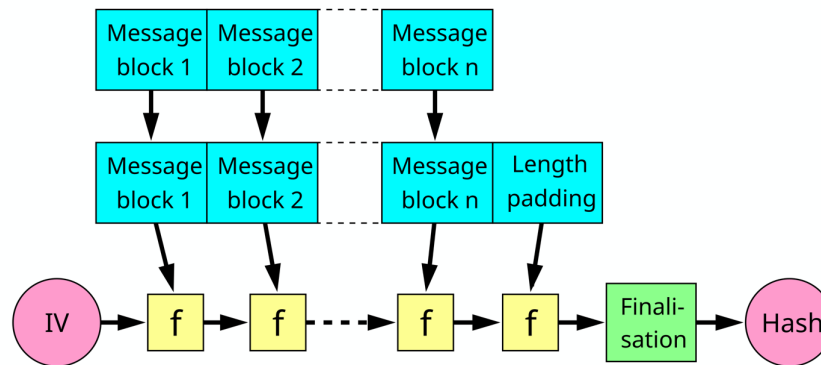 Message Message Message
block 1 block 2 block n
Message Message Message Length
block 1 block 2 block n padding
IV f f f f Finali- Hash
sation